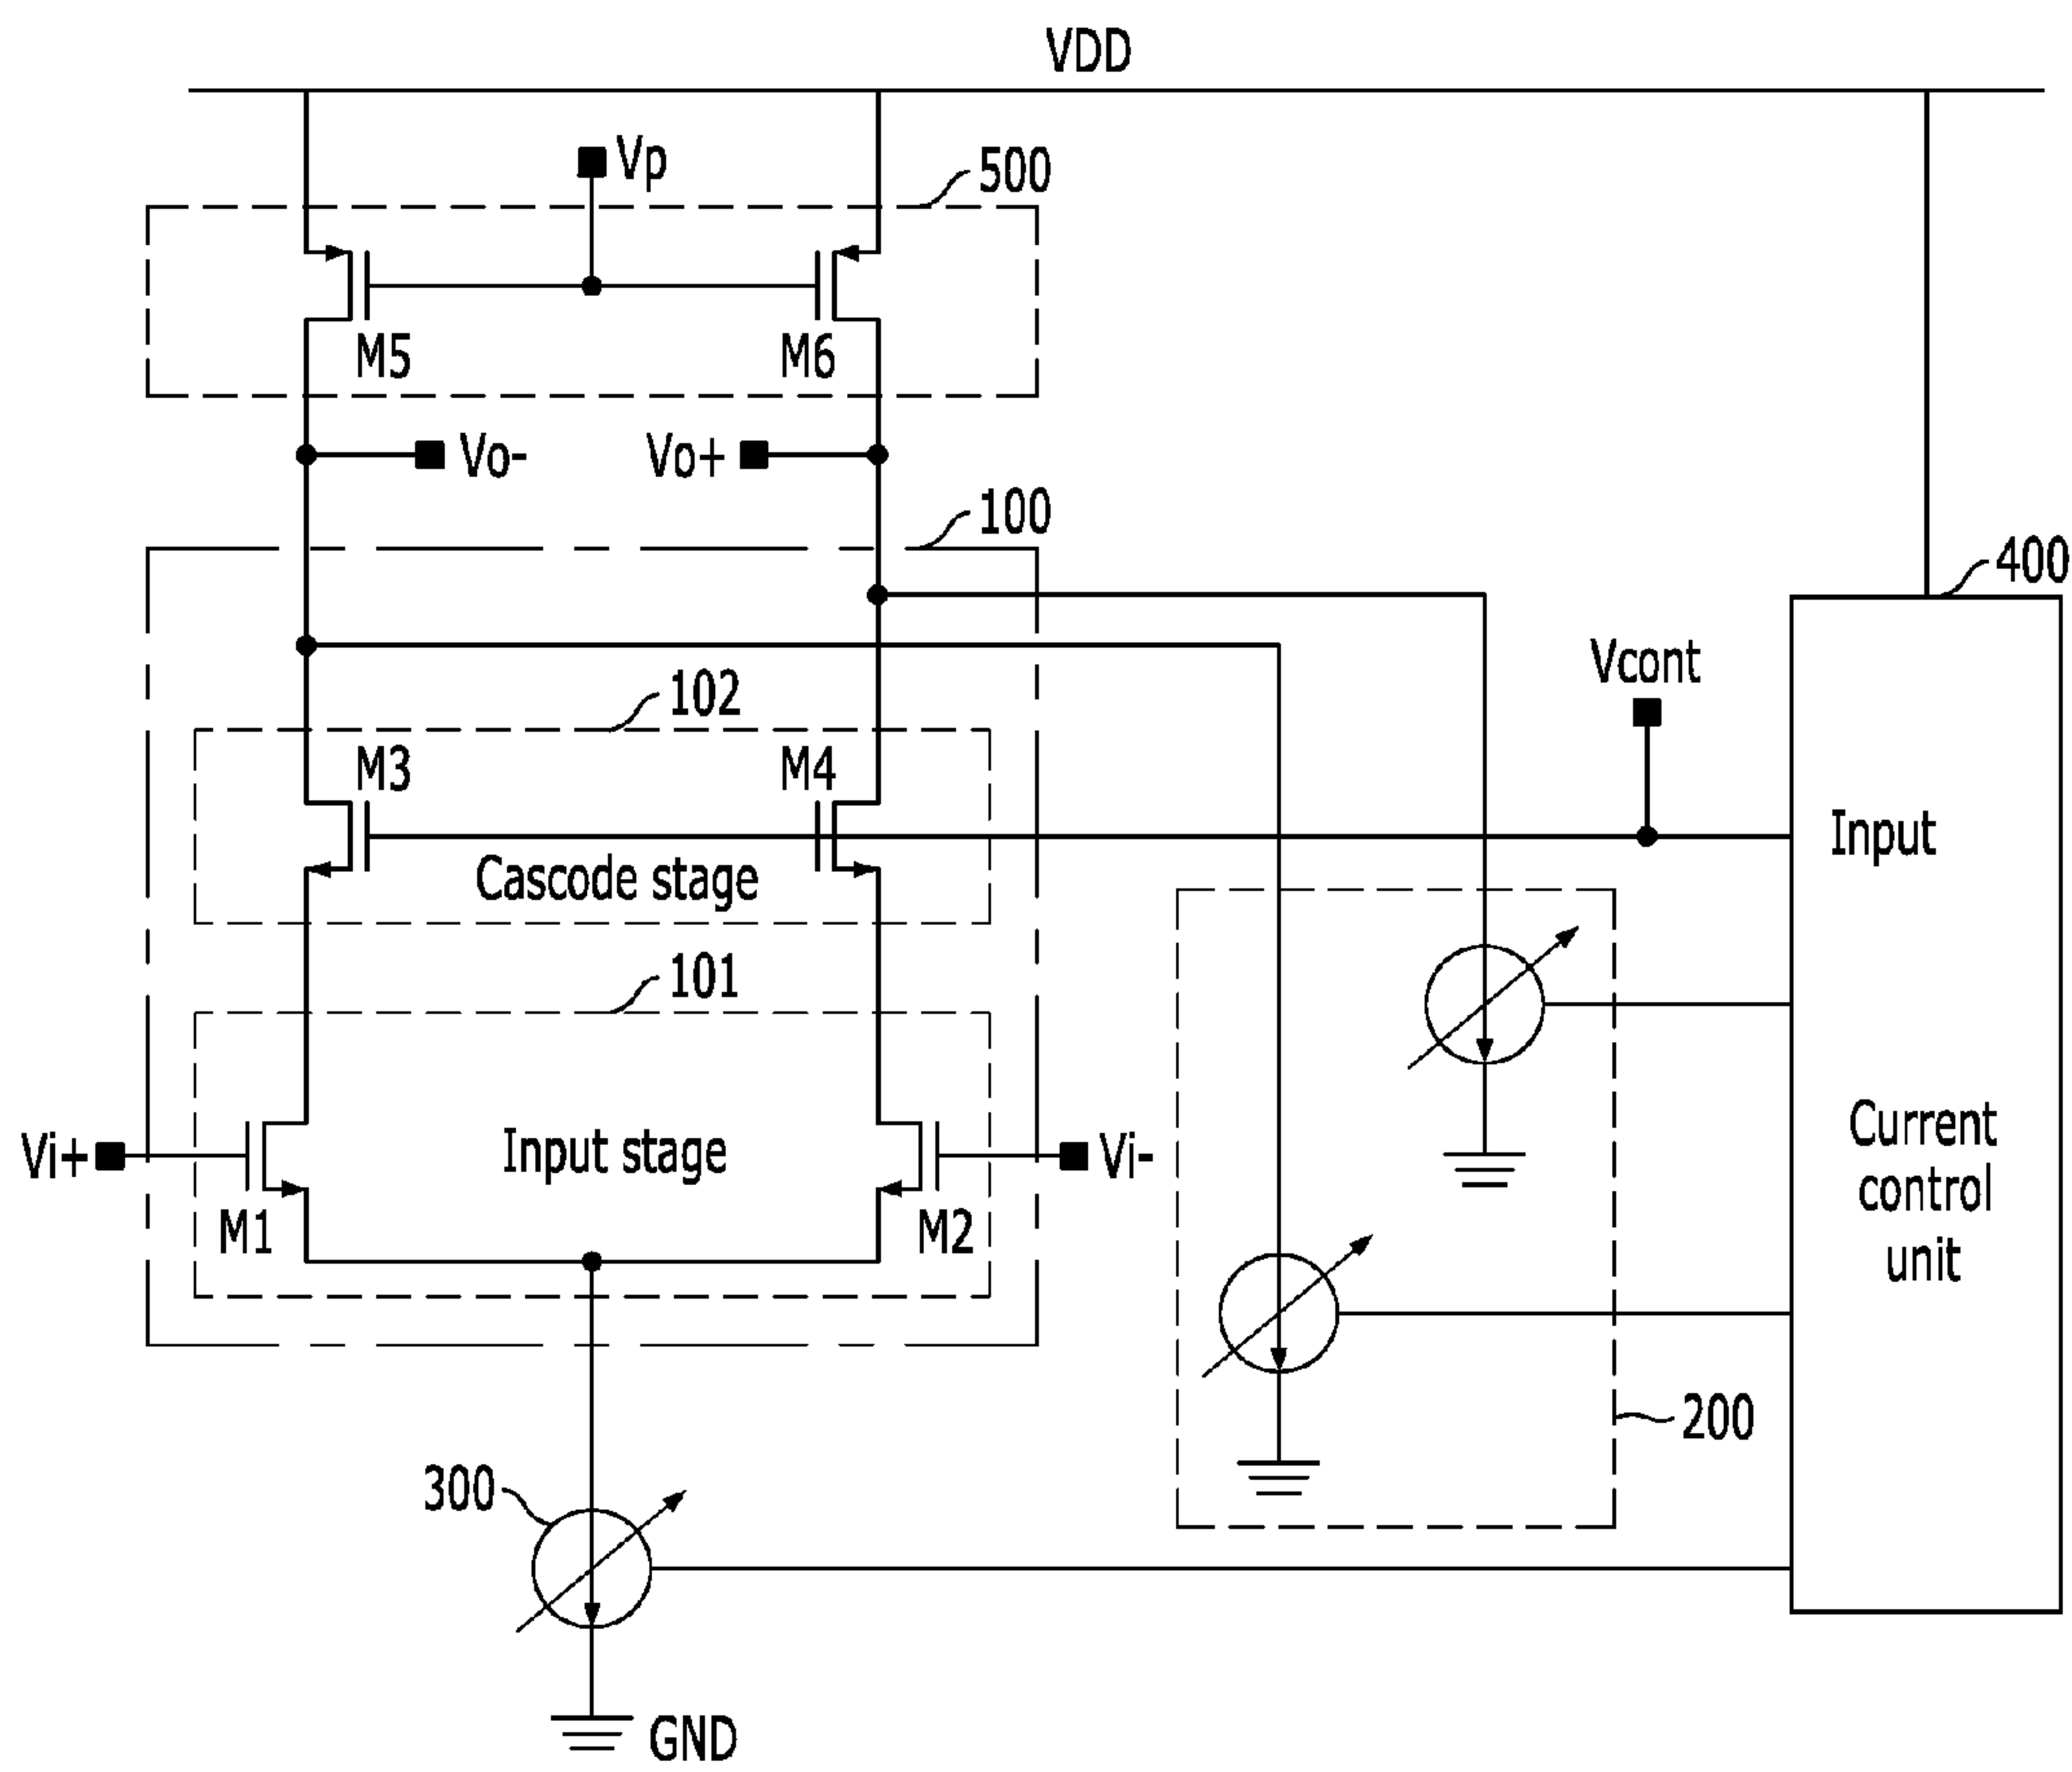 VDD
Vp
500
M5
M6
Vo-
Vo+
100
400
Vcont
102
M3
M4
Input
Cascode stage
101
Current
control
unit
Vi+
Input stage
Vi-
M1
M2
200
300
GND